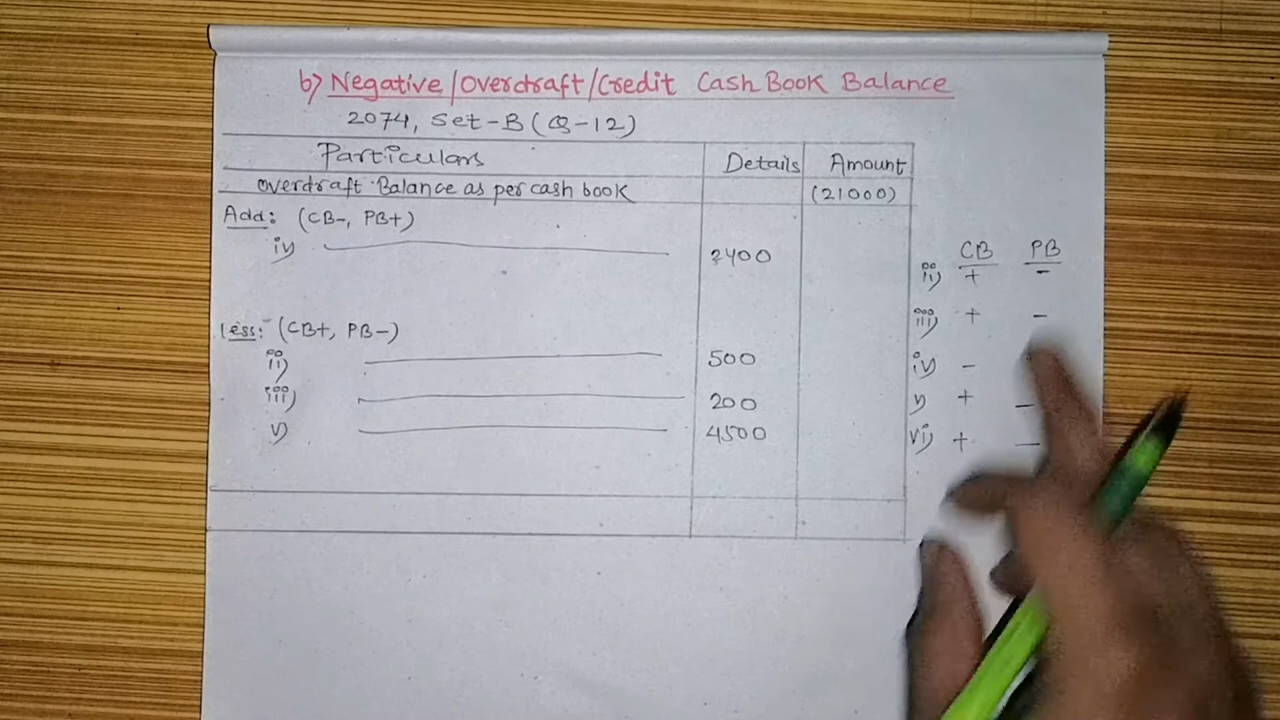 b) Negative/Overdraft/Credit Cash Book Balance
2074, Set-B (Q-12)
Particulars Details Amount
overdraft Balance as per cash book (21000)
Add: (CB-, PB+)
iv) 2400
Less: (CB+, PB-)
ii) 500
iii) 200
v) 4500
CB PB
ii) + -
iii) + -
iv) -
v) + -
vi) + -